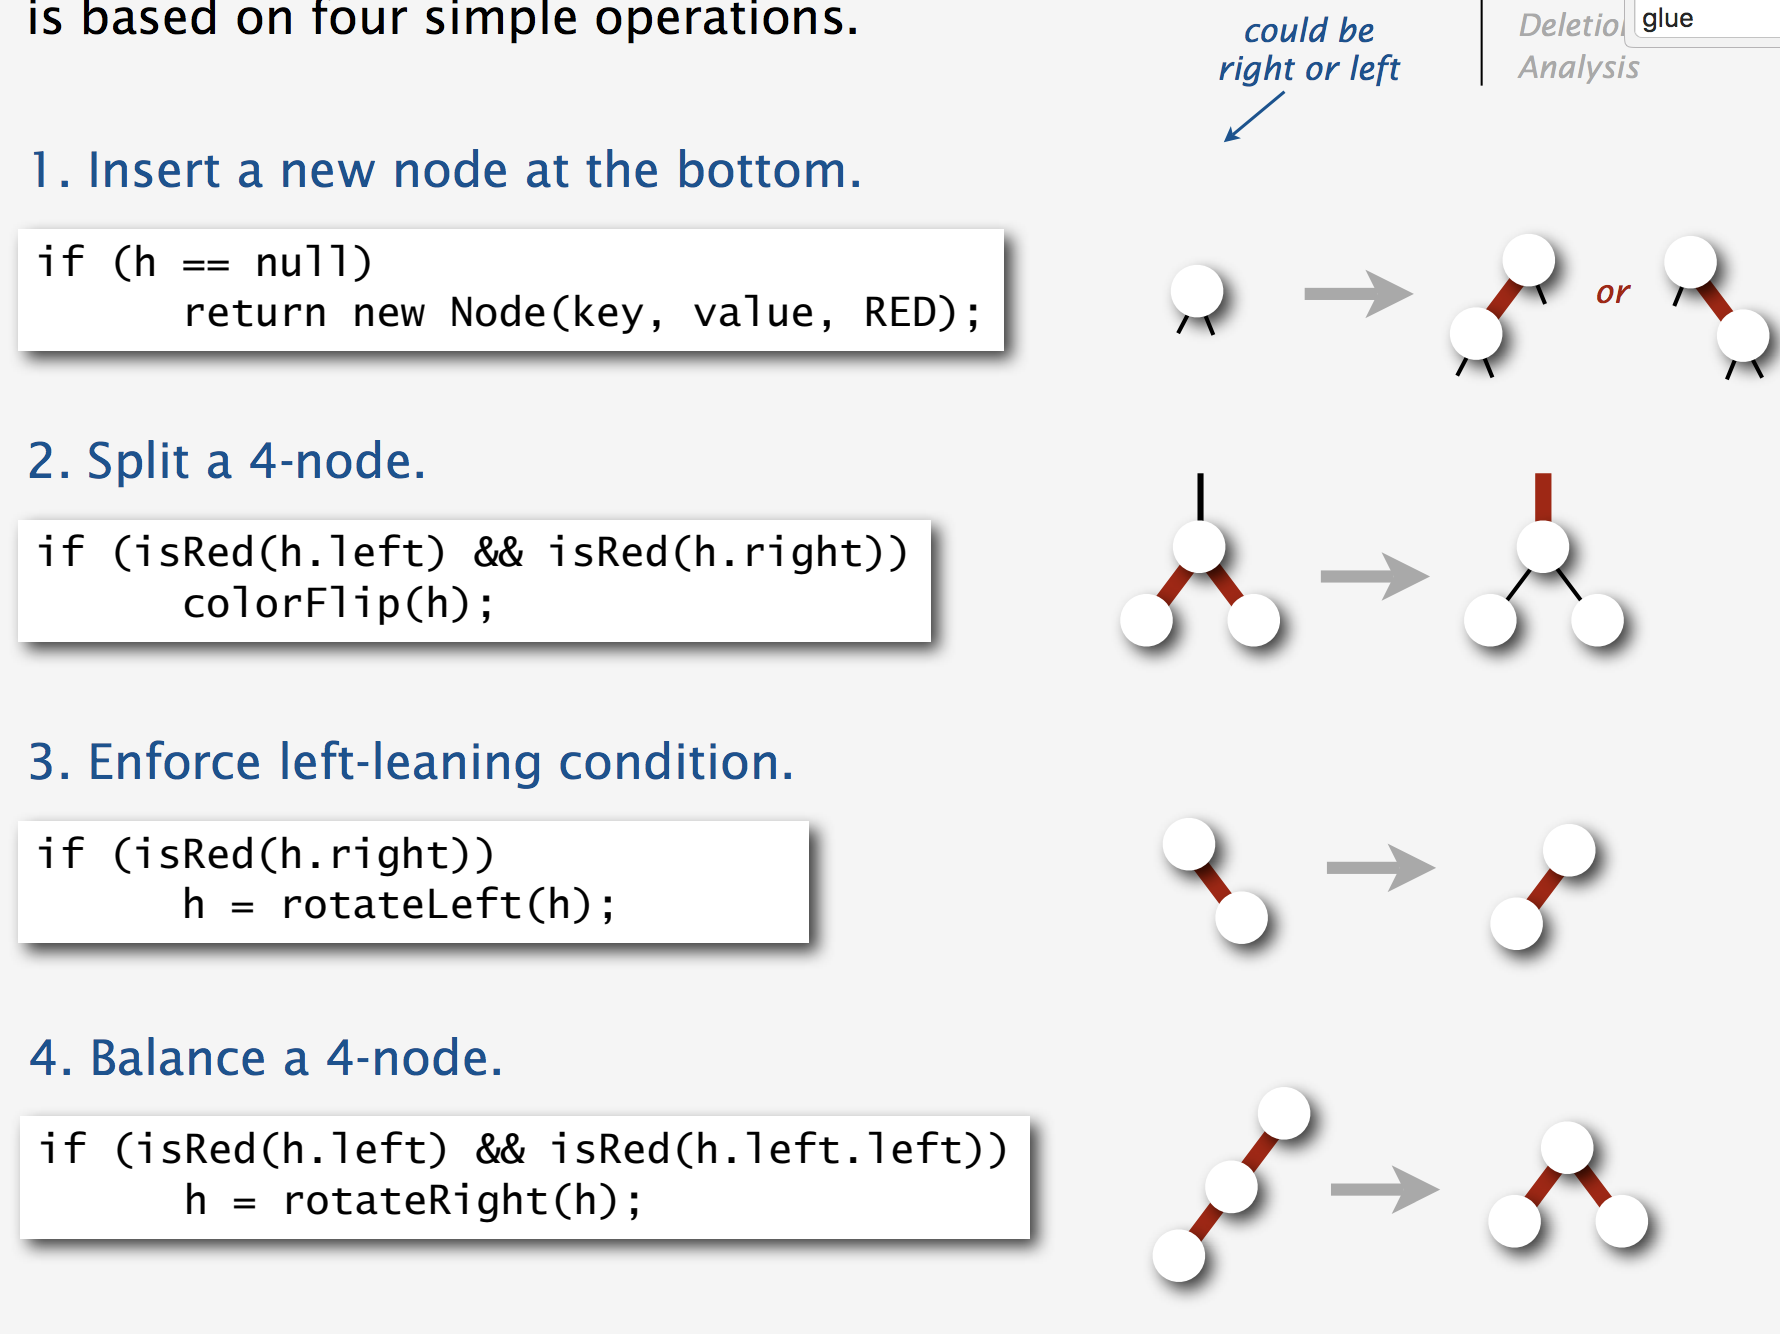 is based on four simple operations.
could be
right or left
Analysis
glue
1. Insert a new node at the bottom.
if (h == null)
return new Node(key, value, RED);
or
2. Split a 4-node.
if (isRed(h.left) && isRed(h.right))
colorFlip(h);
3. Enforce left-leaning condition.
if (isRed(h.right))
h = rotateLeft(h);
4. Balance a 4-node.
if (isRed(h.left) && isRed(h.left.left))
h = rotateRight(h);